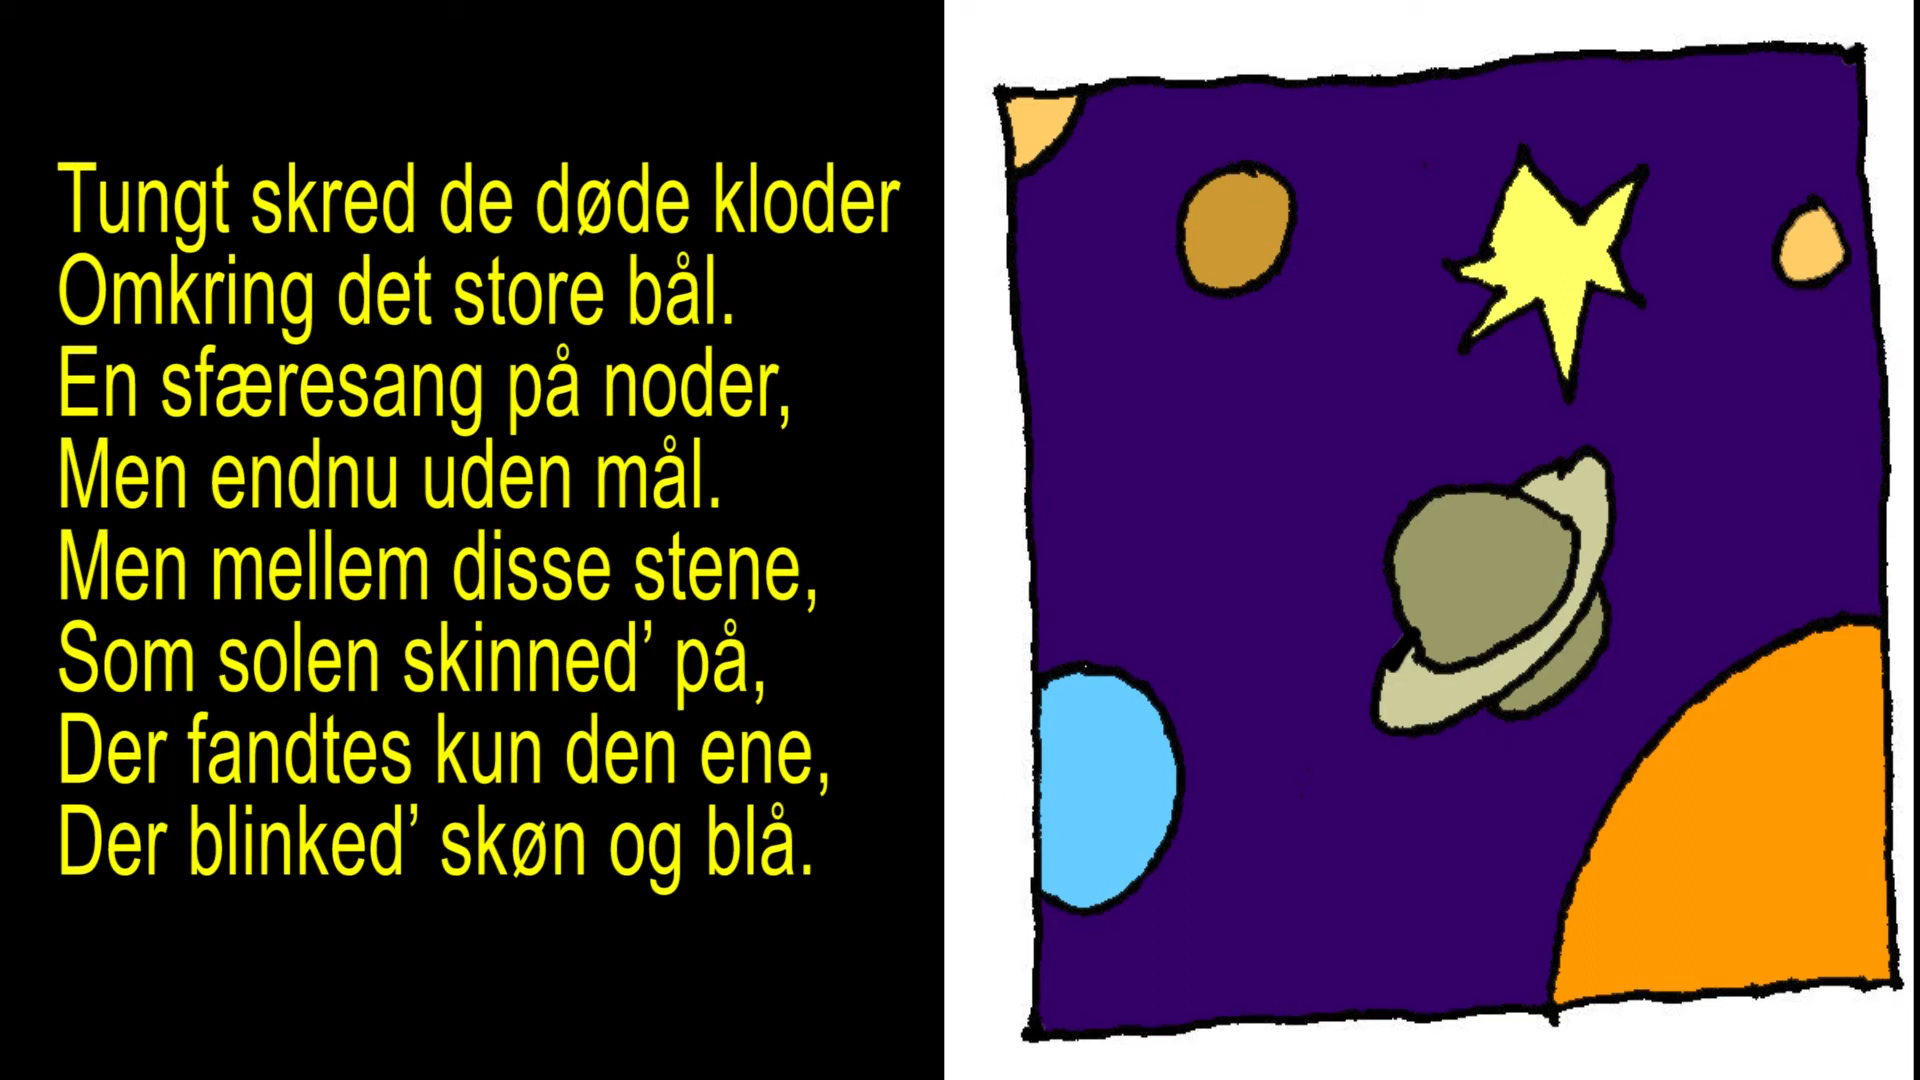 Tungt skred de døde kloder
Omkring det store bål.
En sfæresang på noder,
Men endnu uden mål.
Men mellem disse stene,
Som solen skinned’ på,
Der fandtes kun den ene,
Der blinked’ skøn og blå.